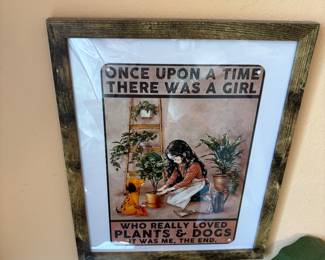 ONCE UPON A TIME
THERE WAS A GIRL
WHO REALLY LOVED
PLANTS & DOGS
IT WAS ME, THE END.